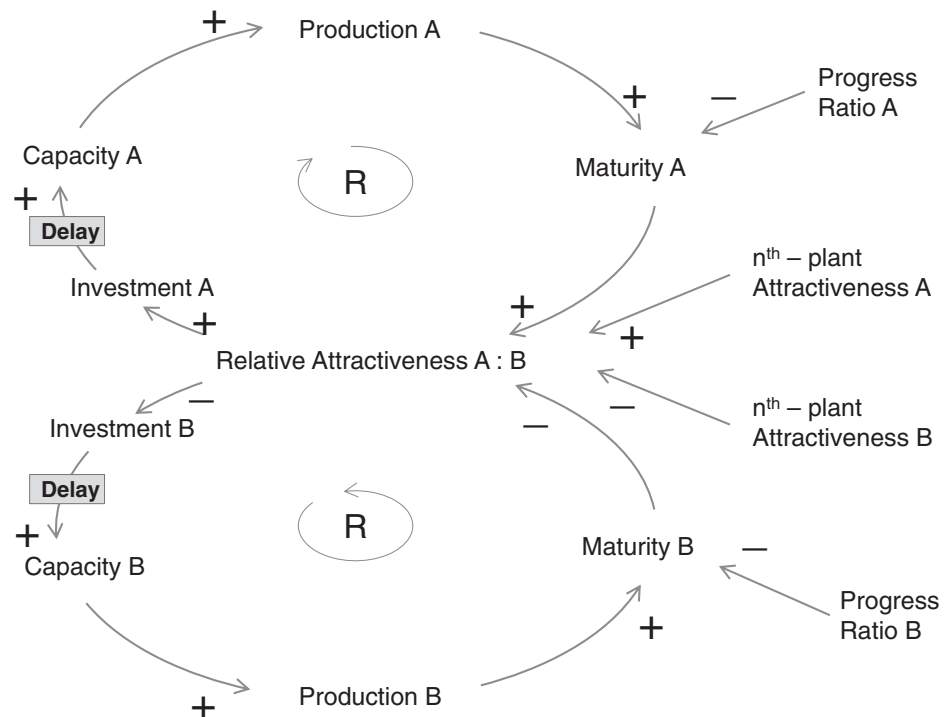 +
Production A
+
−
Progress
Ratio A
Capacity A
R
Maturity A
+
Delay
Investment A
+
+
nth – plant
Attractiveness A
+
Relative Attractiveness A : B
−
−
−
nth – plant
Attractiveness B
Investment B
Delay
R
+
Capacity B
Maturity B
−
Progress
Ratio B
+
+
Production B